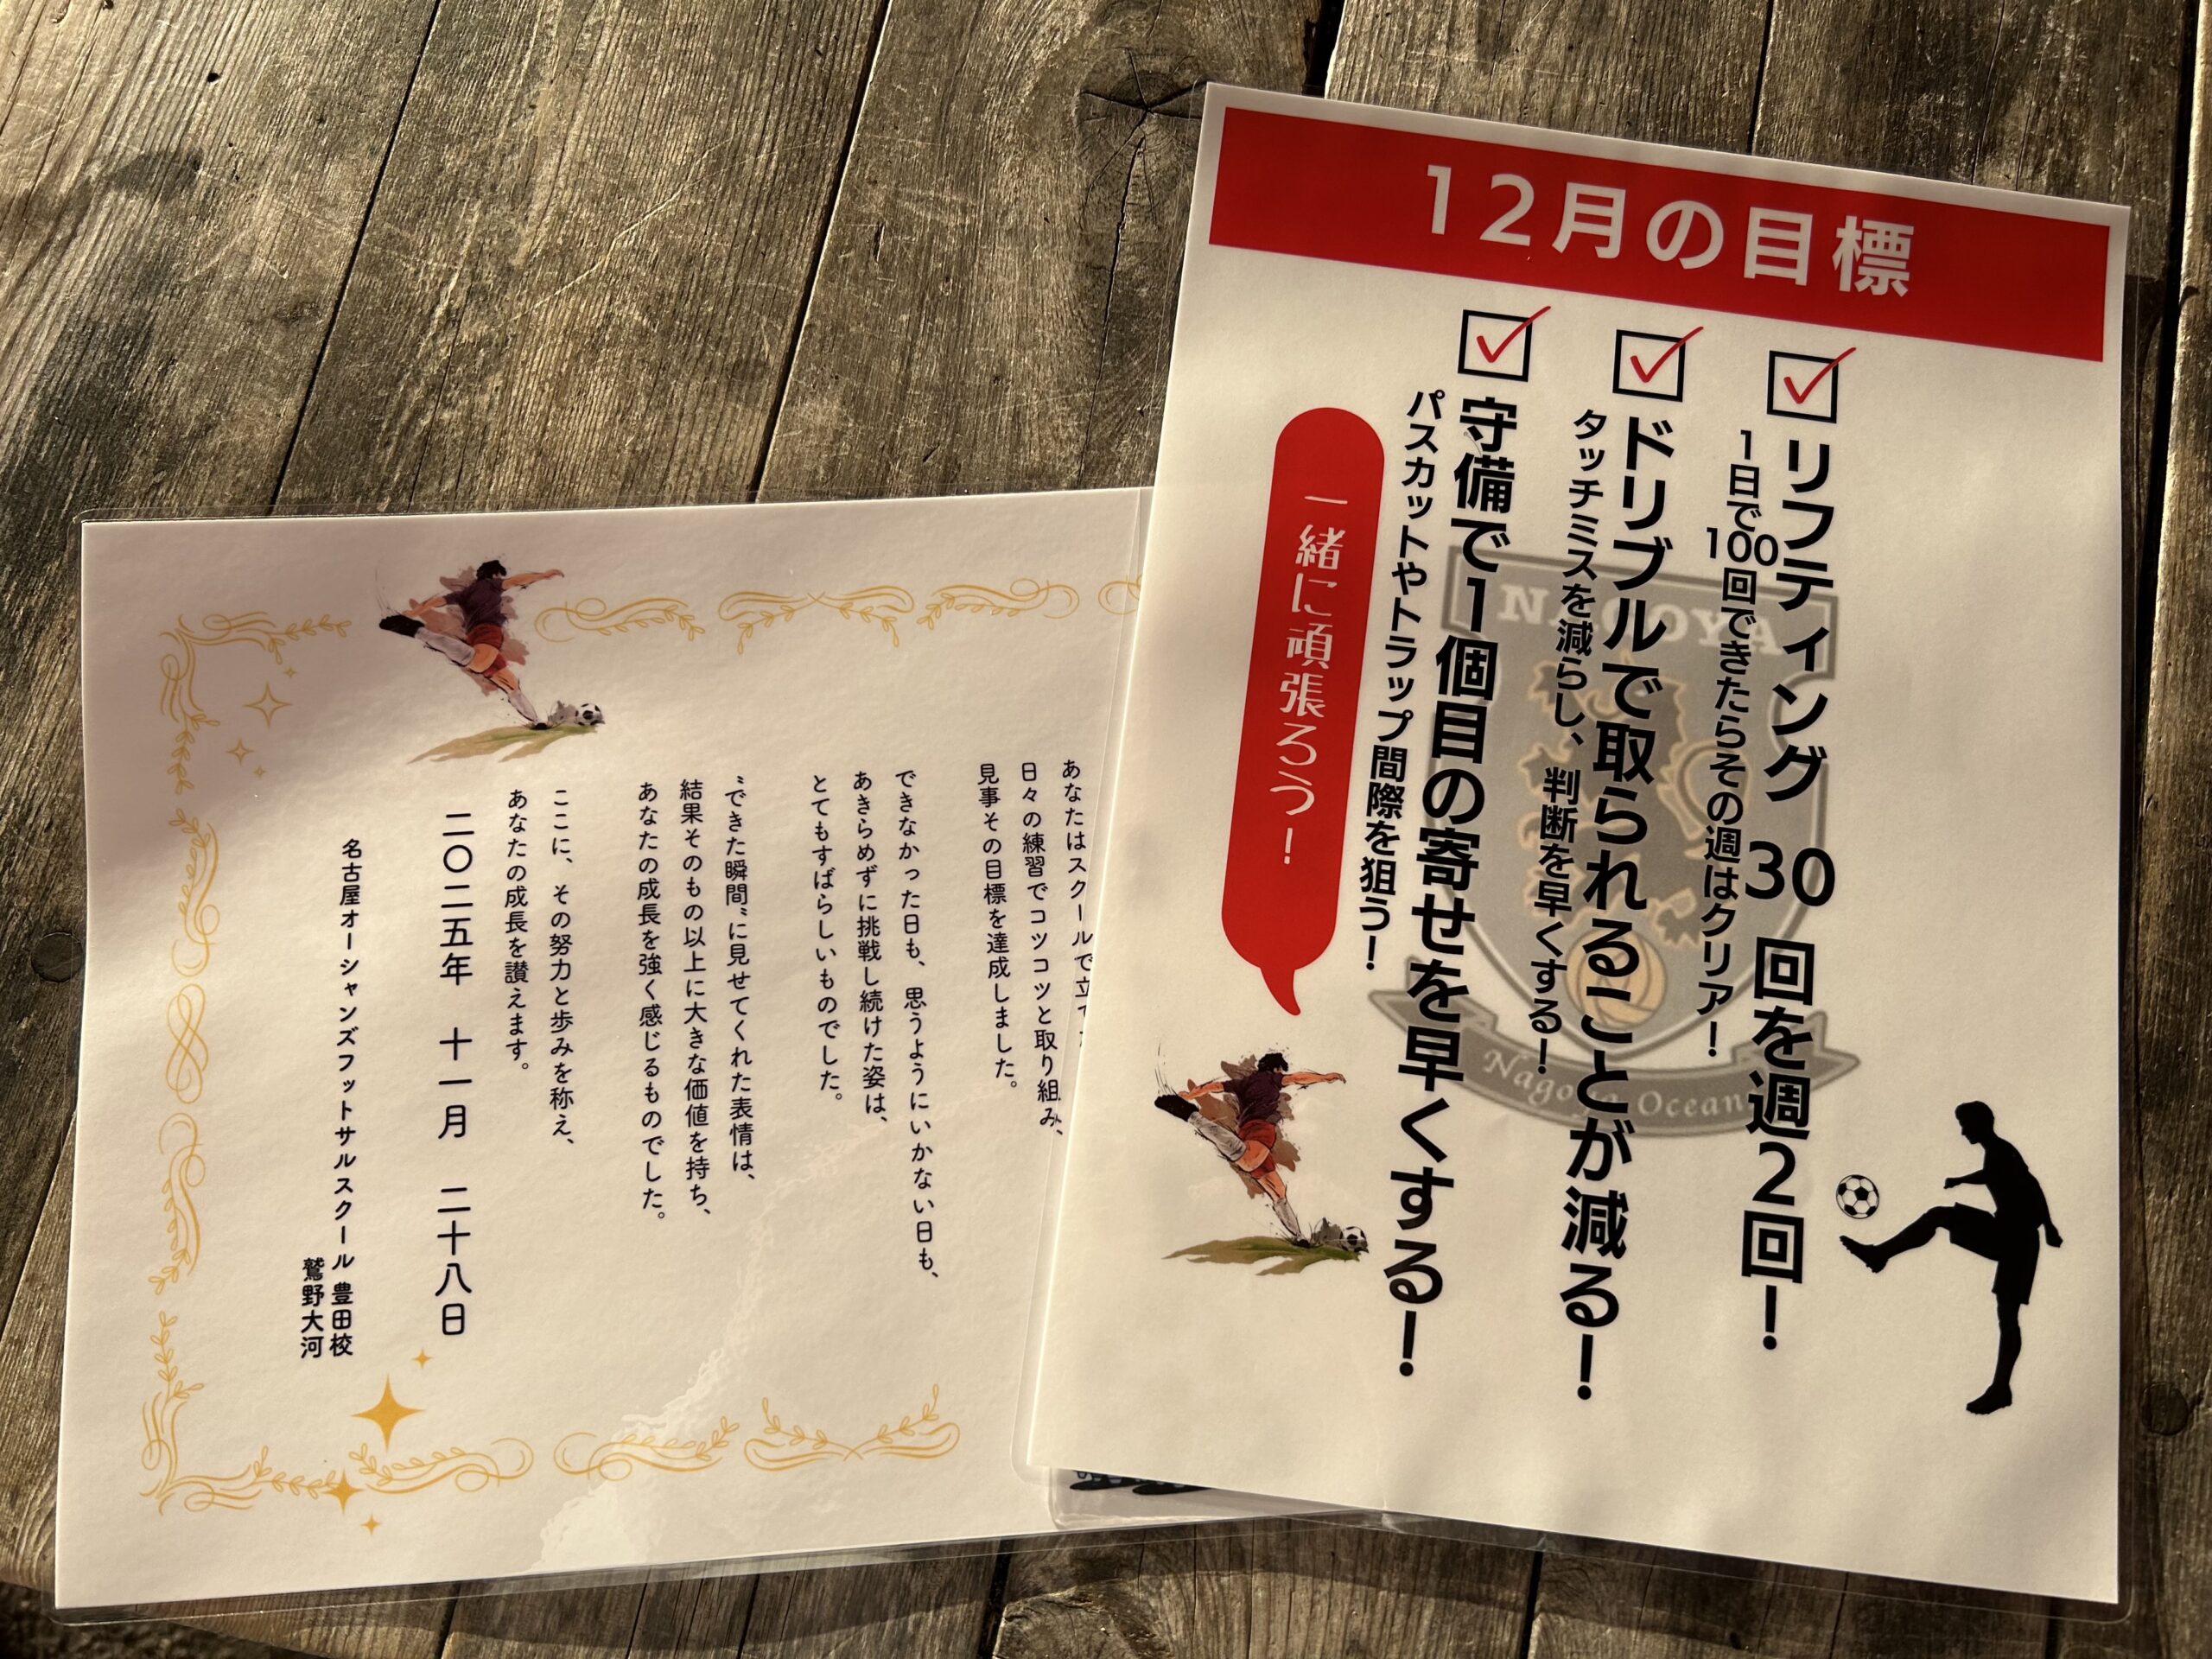 12月の目標
リフティング 30 回を週2回！
1日で100回できたらその週はクリア！
ドリブルで取られることが減る！
タッチミスを減らし、判断を早くする！
守備で1個目の寄せを早くする！
パスカットやトラップ間際を狙う！
一緒に頑張ろう！
NAGOYA
Nagoya Oceans
あなたはスクールで立て
日々の練習でコツコツと取り組み、
見事その目標を達成しました。
できなかった日も、思うようにいかない日も、
あきらめずに挑戦し続けた姿は、
とてもすばらしいものでした。
〝できた瞬間〟に見せてくれた表情は、
結果そのもの以上に大きな価値を持ち、
あなたの成長を強く感じるものでした。
ここに、その努力と歩みを称え、
あなたの成長を讃えます。
二〇二五年 十一月 二十八日
名古屋オーシャンズフットサルスクール 豊田校
鷲野大河